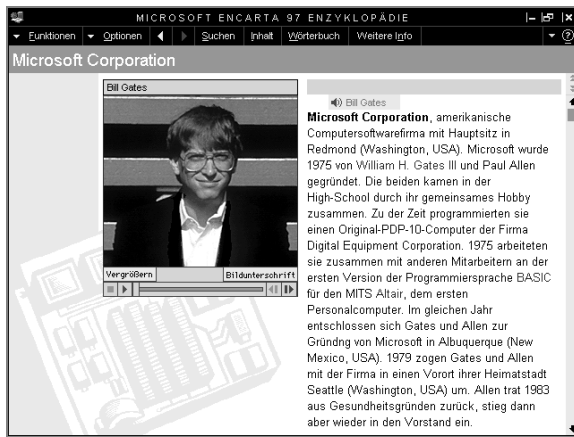 MICROSOFT ENCARTA 97 ENZYKLOPÄDIE
Funktionen Optionen Suchen Inhalt Wörterbuch Weitere Info
Microsoft Corporation
Bill Gates
Vergrößern Bildunterschrift
Bill Gates
Microsoft Corporation, amerikanische
Computersoftwarefirma mit Hauptsitz in
Redmond (Washington, USA). Microsoft wurde
1975 von William H. Gates III und Paul Allen
gegründet. Die beiden kamen in der
High-School durch ihr gemeinsames Hobby
zusammen. Zu der Zeit programmierten sie
einen Original-PDP-10-Computer der Firma
Digital Equipment Corporation. 1975 arbeiteten
sie zusammen mit anderen Mitarbeitern an der
ersten Version der Programmiersprache BASIC
für den MITS Altair, dem ersten
Personalcomputer. Im gleichen Jahr
entschlossen sich Gates und Allen zur
Gründng von Microsoft in Albuquerque (New
Mexico, USA). 1979 zogen Gates und Allen
mit der Firma in einen Vorort ihrer Heimatstadt
Seattle (Washington, USA) um. Allen trat 1983
aus Gesundheitsgründen zurück, stieg dann
aber wieder in den Vorstand ein.